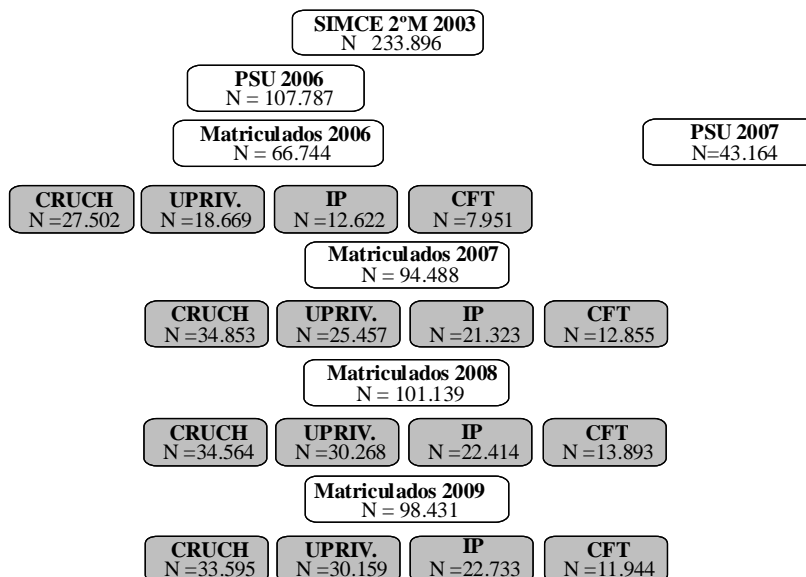 SIMCE 2ºM 2003
N 233.896
PSU 2006
N = 107.787
Matriculados 2006
N = 66.744
PSU 2007
N=43.164
CRUCH
N =27.502
UPRIV.
N =18.669
IP
N =12.622
CFT
N =7.951
Matriculados 2007
N = 94.488
CRUCH
N =34.853
UPRIV.
N =25.457
IP
N =21.323
CFT
N =12.855
Matriculados 2008
N = 101.139
CRUCH
N =34.564
UPRIV.
N =30.268
IP
N =22.414
CFT
N =13.893
Matriculados 2009
N = 98.431
CRUCH
N =33.595
UPRIV.
N =30.159
IP
N =22.733
CFT
N =11.944